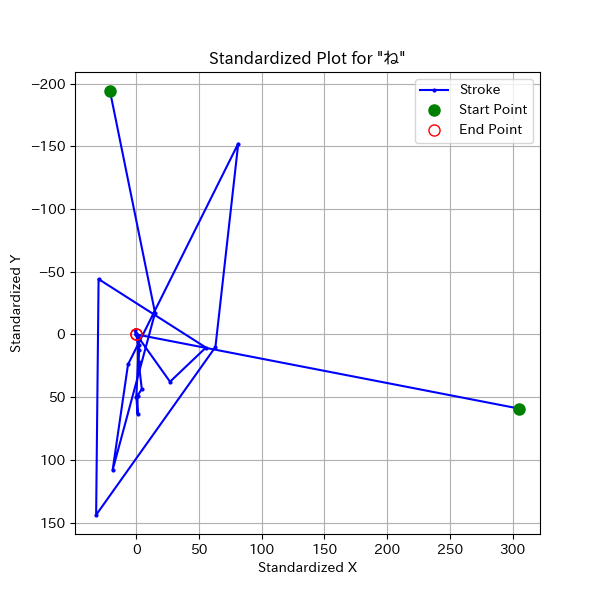 Standardized Plot for "ね"
Stroke
Start Point
End Point
−200
−150
−100
−50
0
50
100
150
Standardized Y
0
50
100
150
200
250
300
Standardized X